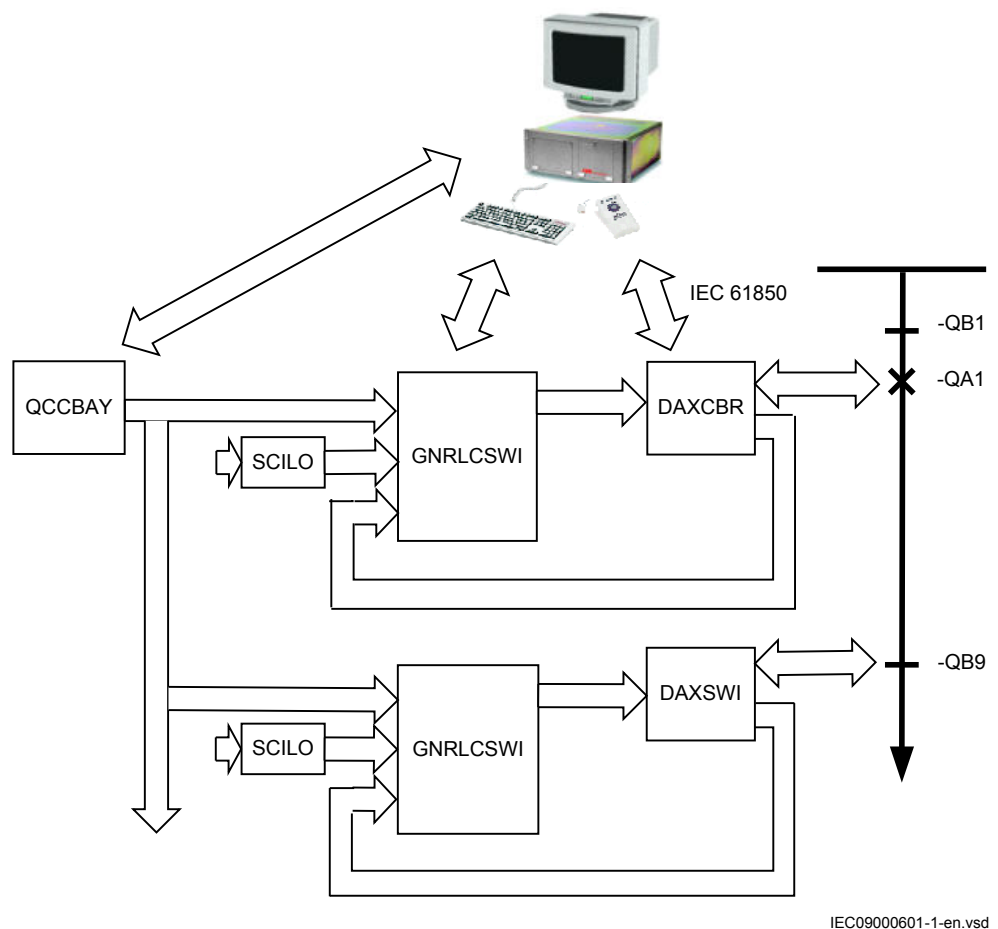 IEC 61850
-QB1
-QA1
QCCBAY
SCILO
GNRLCSWI
DAXCBR
-QB9
SCILO
GNRLCSWI
DAXSWI
IEC09000601-1-en.vsd